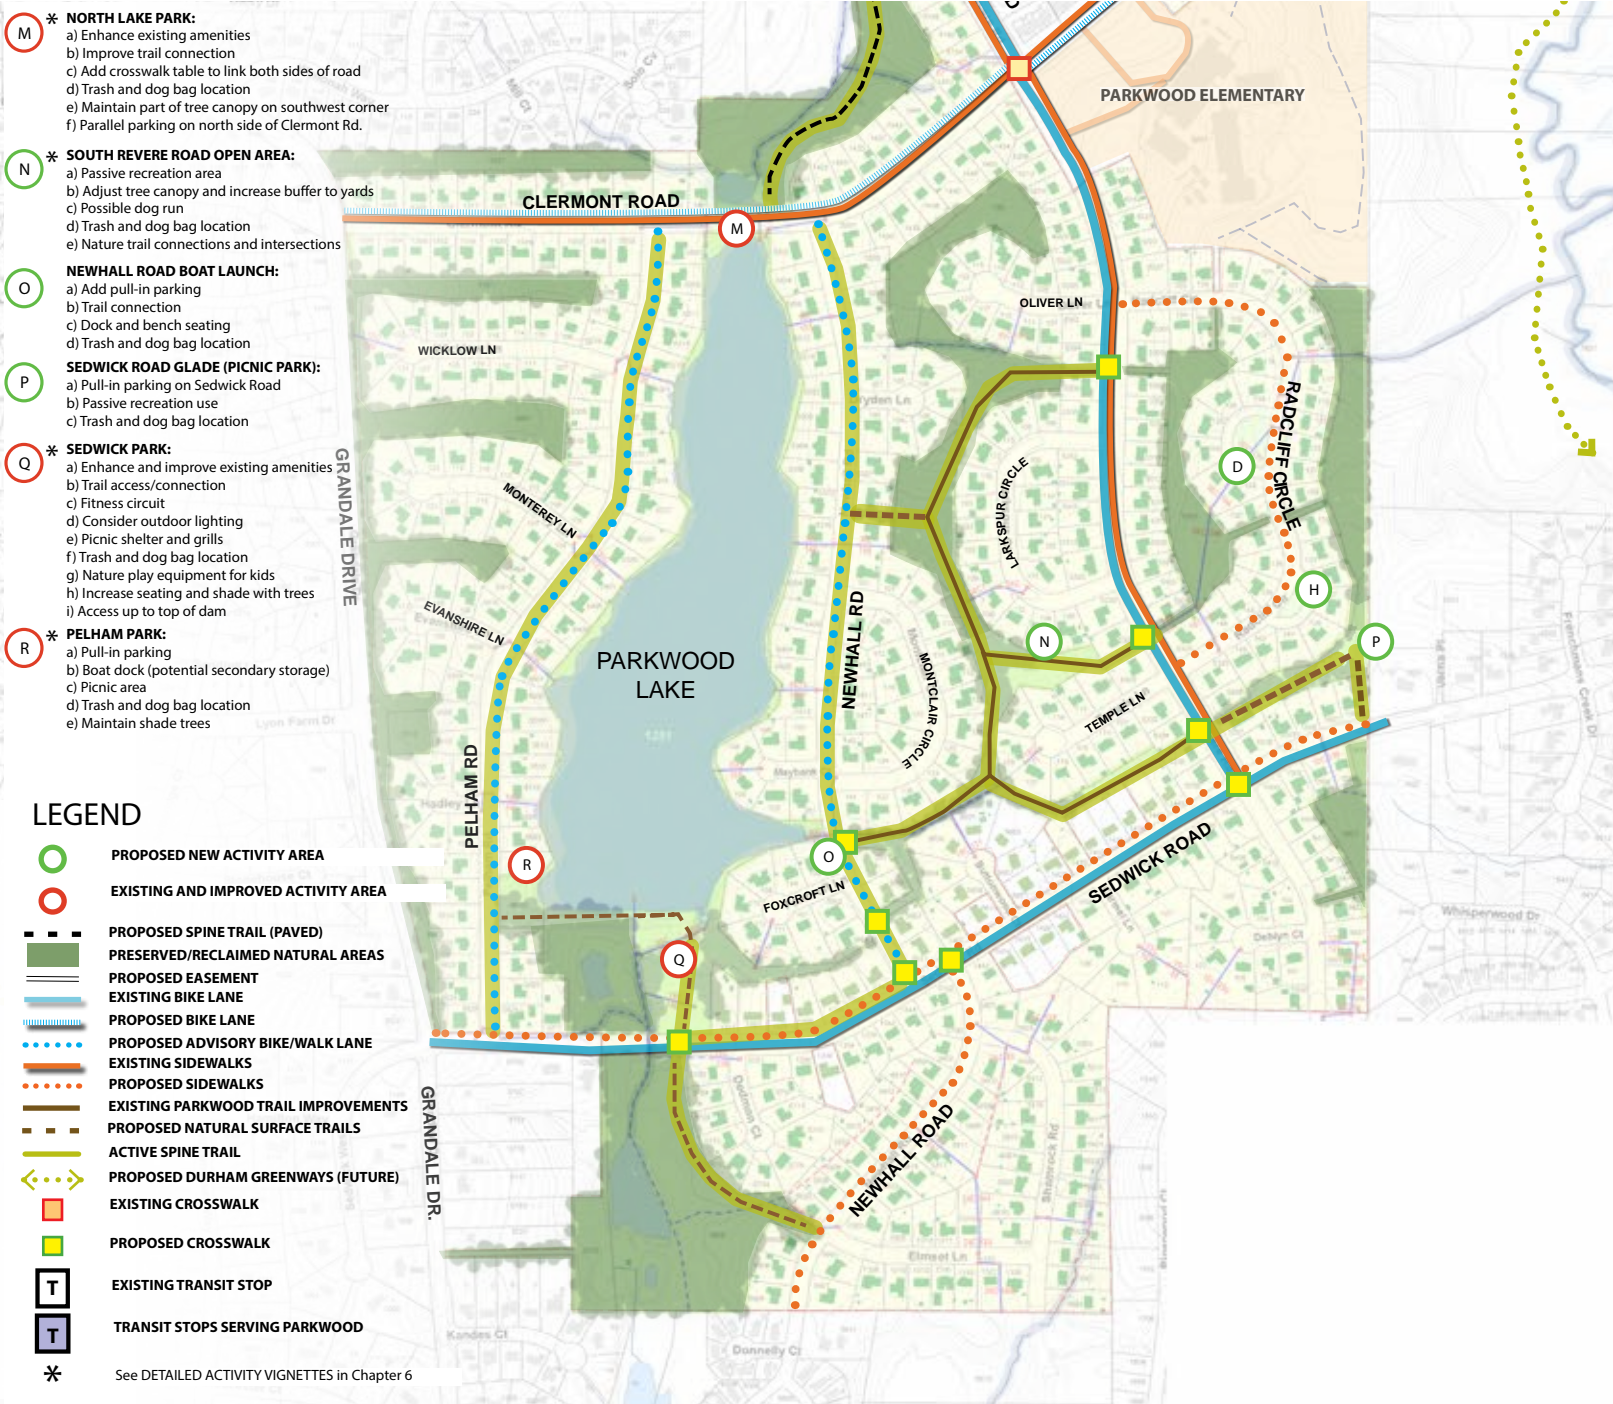 M
* NORTH LAKE PARK:
a) Enhance existing amenities
b) Improve trail connection
c) Add crosswalk table to link both sides of road
d) Trash and dog bag location
e) Maintain part of tree canopy on southwest corner
f) Parallel parking on north side of Clermont Rd.
N
* SOUTH REVERE ROAD OPEN AREA:
a) Passive recreation area
b) Adjust tree canopy and increase buffer to yards
c) Possible dog run
d) Trash and dog bag location
e) Nature trail connections and intersections
O
NEWHALL ROAD BOAT LAUNCH:
a) Add pull-in parking
b) Trail connection
c) Dock and bench seating
d) Trash and dog bag location
P
SEDWICK ROAD GLADE (PICNIC PARK):
a) Pull-in parking on Sedwick Road
b) Passive recreation use
c) Trash and dog bag location
Q
* SEDWICK PARK:
a) Enhance and improve existing amenities
b) Trail access/connection
c) Fitness circuit
d) Consider outdoor lighting
e) Picnic shelter and grills
f) Trash and dog bag location
g) Nature play equipment for kids
h) Increase seating and shade with trees
i) Access up to top of dam
R
* PELHAM PARK:
a) Pull-in parking
b) Boat dock (potential secondary storage)
c) Picnic area
d) Trash and dog bag location
e) Maintain shade trees
LEGEND
PROPOSED NEW ACTIVITY AREA
EXISTING AND IMPROVED ACTIVITY AREA
PROPOSED SPINE TRAIL (PAVED)
PRESERVED/RECLAIMED NATURAL AREAS
PROPOSED EASEMENT
EXISTING BIKE LANE
PROPOSED BIKE LANE
PROPOSED ADVISORY BIKE/WALK LANE
EXISTING SIDEWALKS
PROPOSED SIDEWALKS
EXISTING PARKWOOD TRAIL IMPROVEMENTS
PROPOSED NATURAL SURFACE TRAILS
ACTIVE SPINE TRAIL
PROPOSED DURHAM GREENWAYS (FUTURE)
EXISTING CROSSWALK
PROPOSED CROSSWALK
T EXISTING TRANSIT STOP
T TRANSIT STOPS SERVING PARKWOOD
* See DETAILED ACTIVITY VIGNETTES in Chapter 6
PARKWOOD ELEMENTARY
CLERMONT ROAD
M
OLIVER LN
WICKLOW LN
RADCLIFF CIRCLE
D
GRANDALE DRIVE
MONTEREY LN
LARKSPUR CIRCLE
H
EVANSHIRE LN
NEWHALL RD
N
P
PARKWOOD
LAKE
MONTCLAIR CIRCLE
TEMPLE LN
Lyon Farm Dr
PELHAM RD
R
O
FOXCROFT LN
SEDWICK ROAD
Whisperwood Dr
Q
NEWHALL ROAD
GRANDALE DR.
Elmset Ln
Kandes Ct
Donnelly Ct